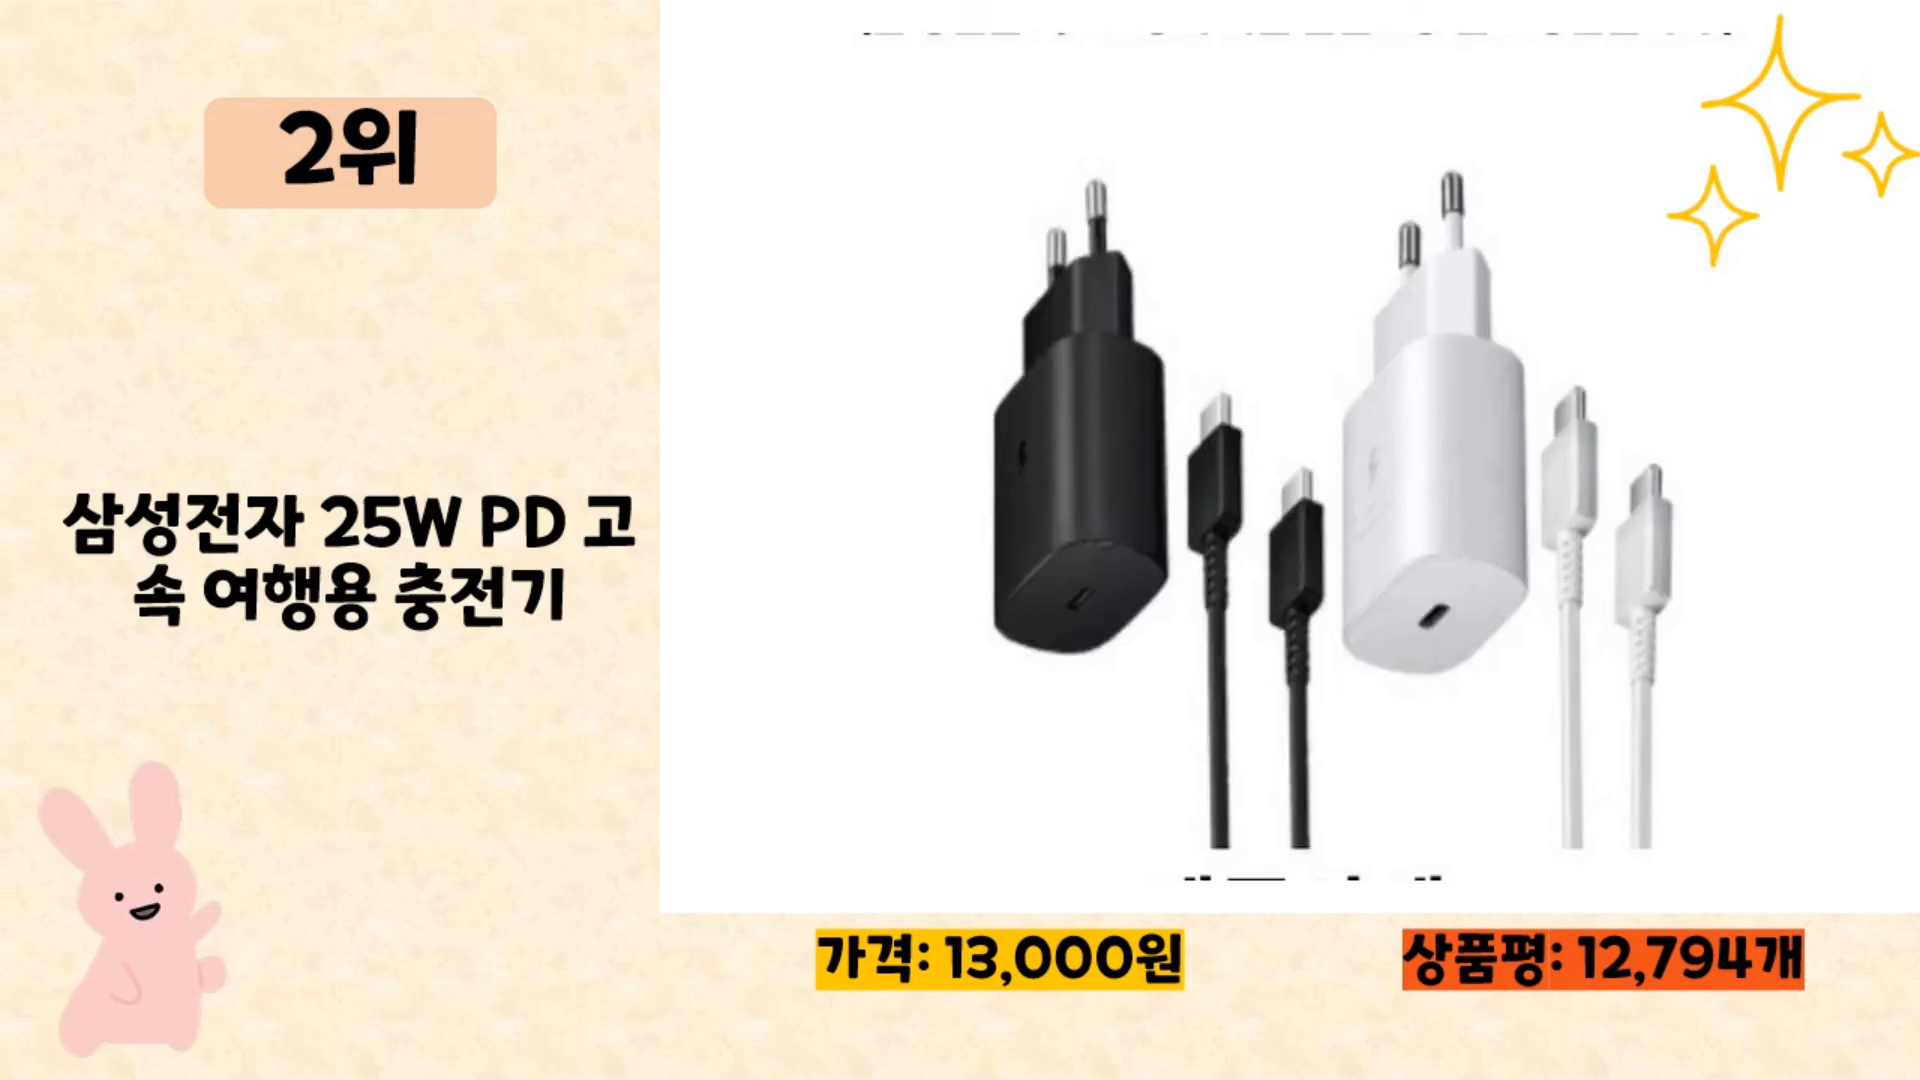 2위
삼성전자 25W PD 고
속 여행용 충전기
가격: 13,000원
상품평: 12,794개